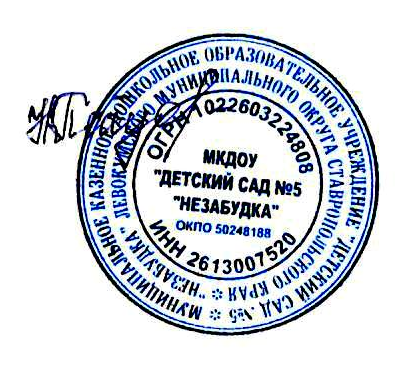 МУНИЦИПАЛЬНОЕ КАЗЕННОЕ ДОШКОЛЬНОЕ ОБРАЗОВАТЕЛЬНОЕ УЧРЕЖДЕНИЕ "ДЕТСКИЙ САД №5
"НЕЗАБУДКА" ЛЕВОКУМСКОГО МУНИЦИПАЛЬНОГО ОКРУГА СТАВРОПОЛЬСКОГО КРАЯ
ОГРН 1022603224808
МКДОУ
"ДЕТСКИЙ САД №5
"НЕЗАБУДКА"
ОКПО 50248188
ИНН 2613007520